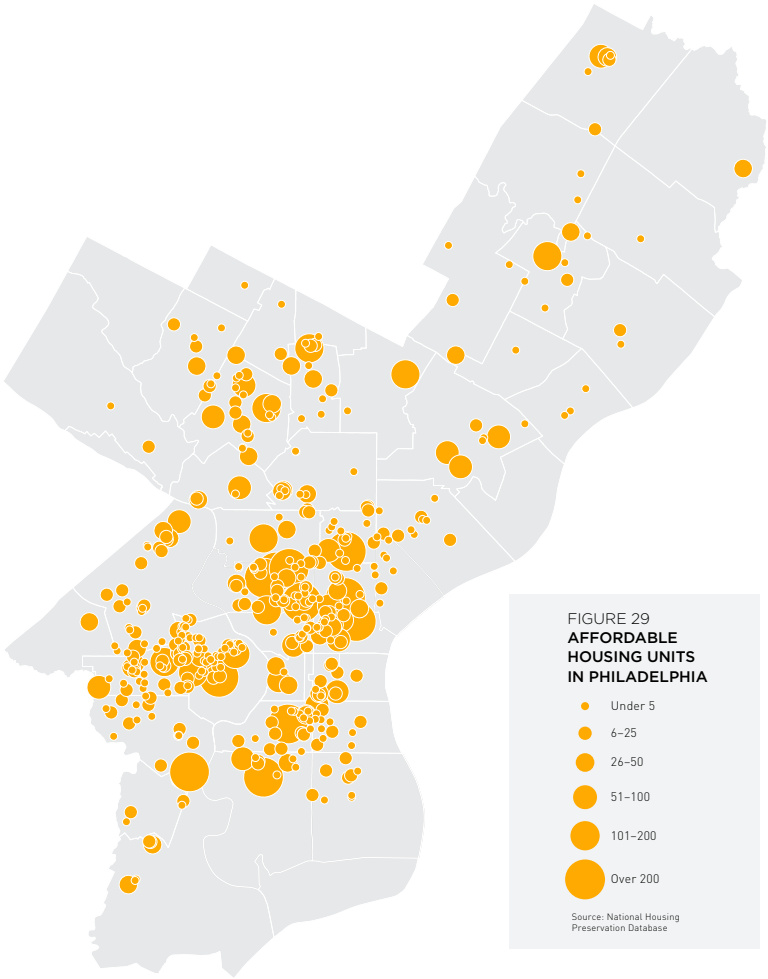 FIGURE 29
AFFORDABLE
HOUSING UNITS
IN PHILADELPHIA
Under 5
6–25
26–50
51–100
101–200
Over 200
Source: National Housing
Preservation Database